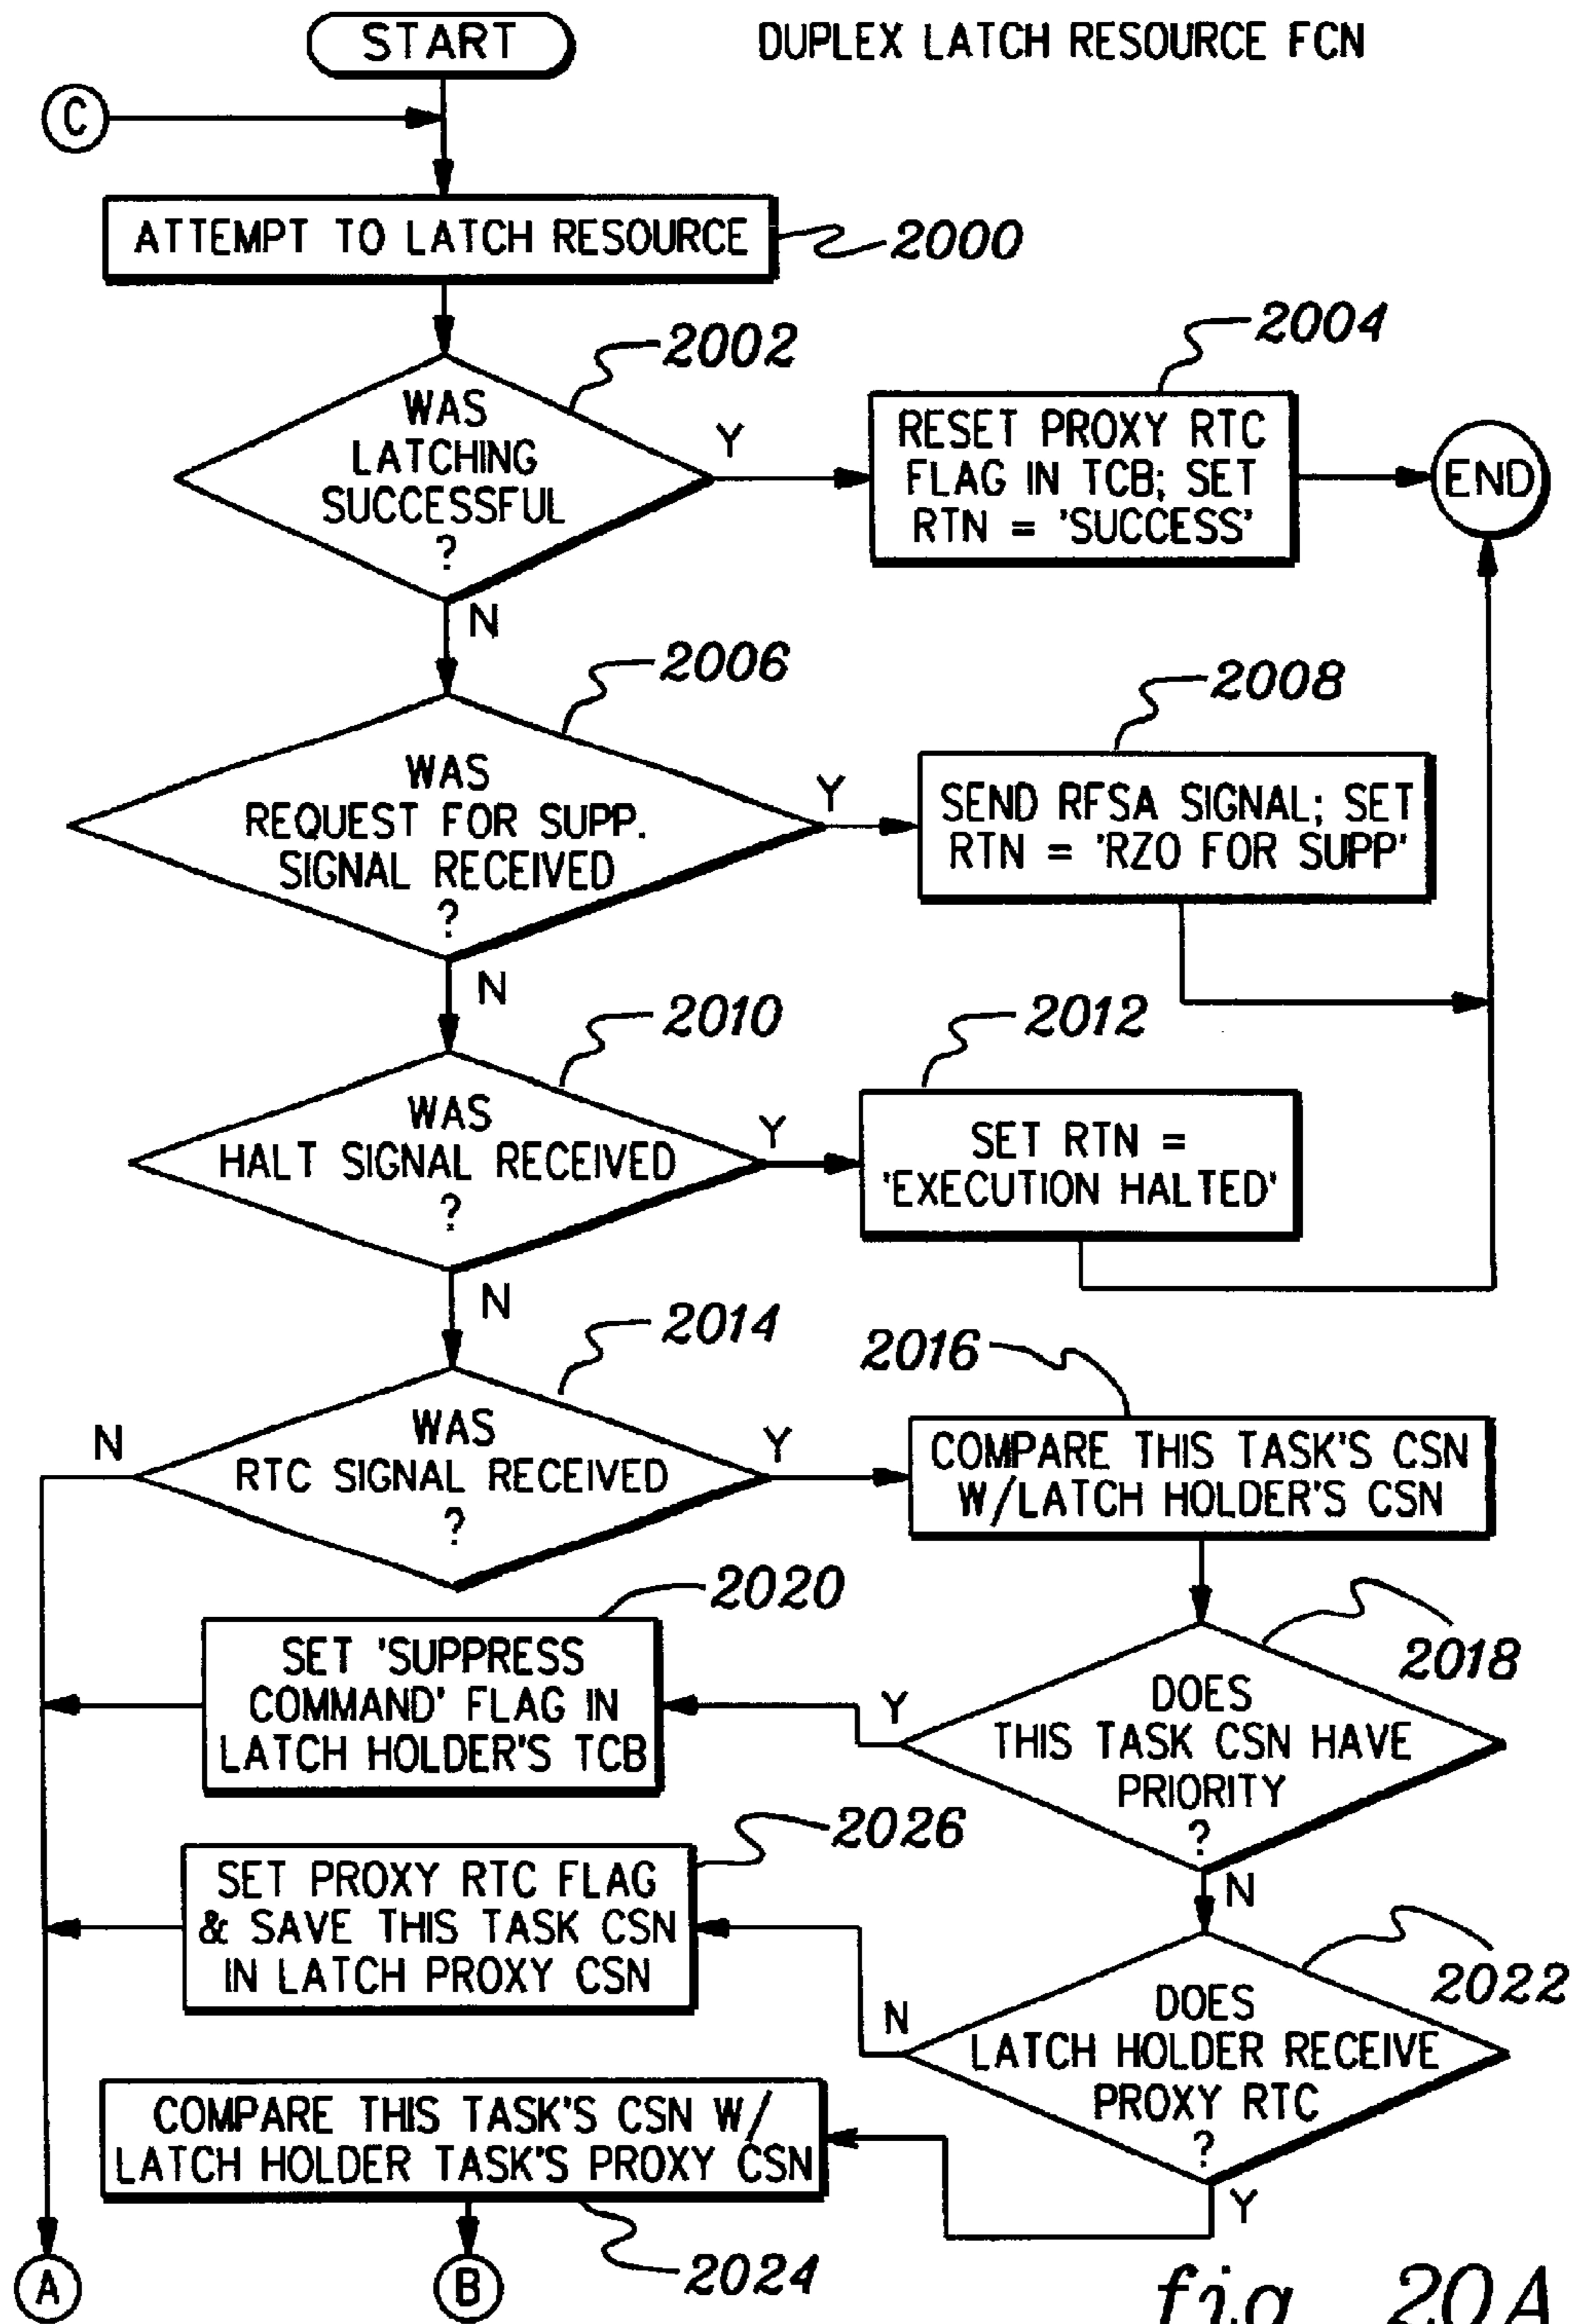 START
DUPLEX LATCH RESOURCE FCN
C
ATTEMPT TO LATCH RESOURCE
2000
2002
WAS
LATCHING
SUCCESSFUL
?
Y
N
2004
RESET PROXY RTC
FLAG IN TCB; SET
RTN = 'SUCCESS'
END
2006
WAS
REQUEST FOR SUPP.
SIGNAL RECEIVED
?
Y
N
2008
SEND RFSA SIGNAL; SET
RTN = 'RZO FOR SUPP'
2010
WAS
HALT SIGNAL RECEIVED
?
Y
N
2012
SET RTN =
'EXECUTION HALTED'
2014
WAS
RTC SIGNAL RECEIVED
?
N
Y
2016
COMPARE THIS TASK'S CSN
W/LATCH HOLDER'S CSN
2018
DOES
THIS TASK CSN HAVE
PRIORITY
?
Y
N
2020
SET 'SUPPRESS
COMMAND' FLAG IN
LATCH HOLDER'S TCB
2022
DOES
LATCH HOLDER RECEIVE
PROXY RTC
?
N
Y
2026
SET PROXY RTC FLAG
& SAVE THIS TASK CSN
IN LATCH PROXY CSN
COMPARE THIS TASK'S CSN W/
LATCH HOLDER TASK'S PROXY CSN
2024
A
B
fig. 20A